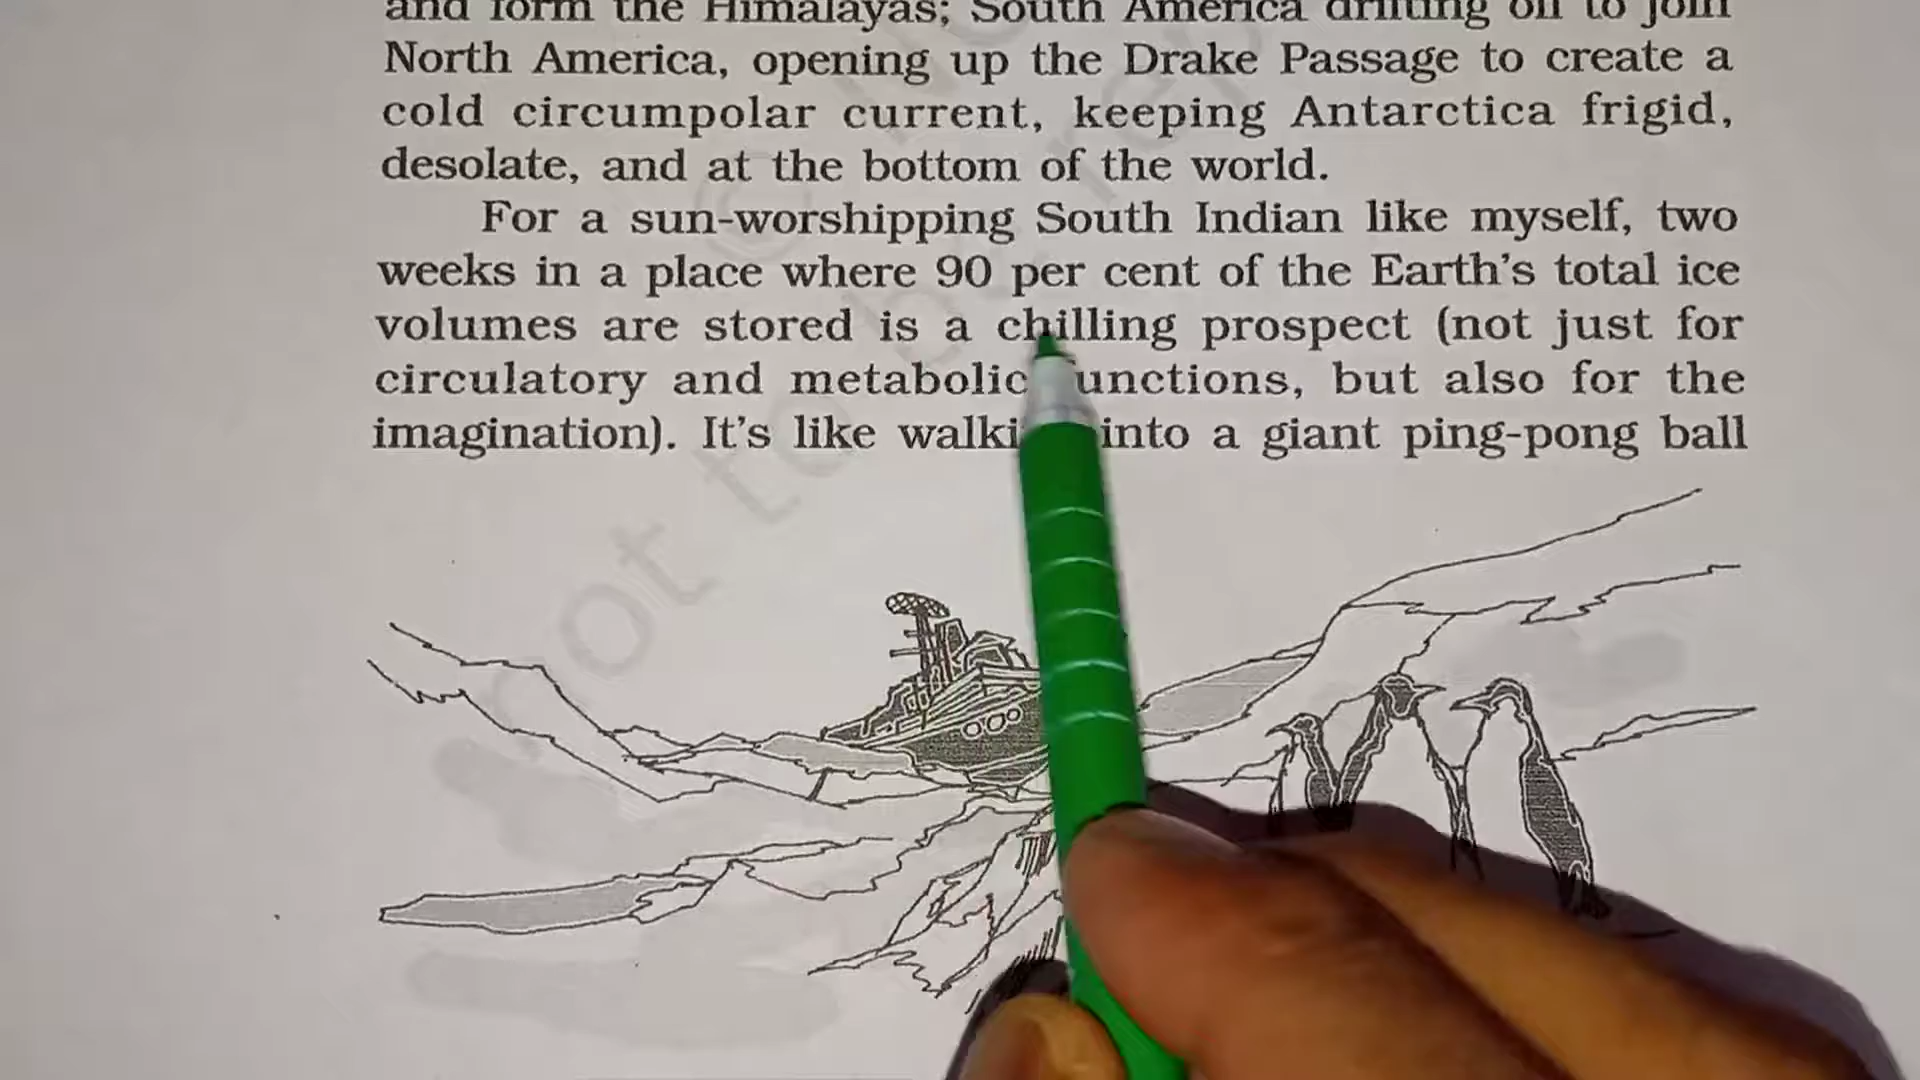 and form the Himalayas; South America drifting off to join
North America, opening up the Drake Passage to create a
cold circumpolar current, keeping Antarctica frigid,
desolate, and at the bottom of the world.
For a sun-worshipping South Indian like myself, two
weeks in a place where 90 per cent of the Earth's total ice
volumes are stored is a chilling prospect (not just for
circulatory and metabolic functions, but also for the
imagination). It's like walking into a giant ping-pong ball
not to be